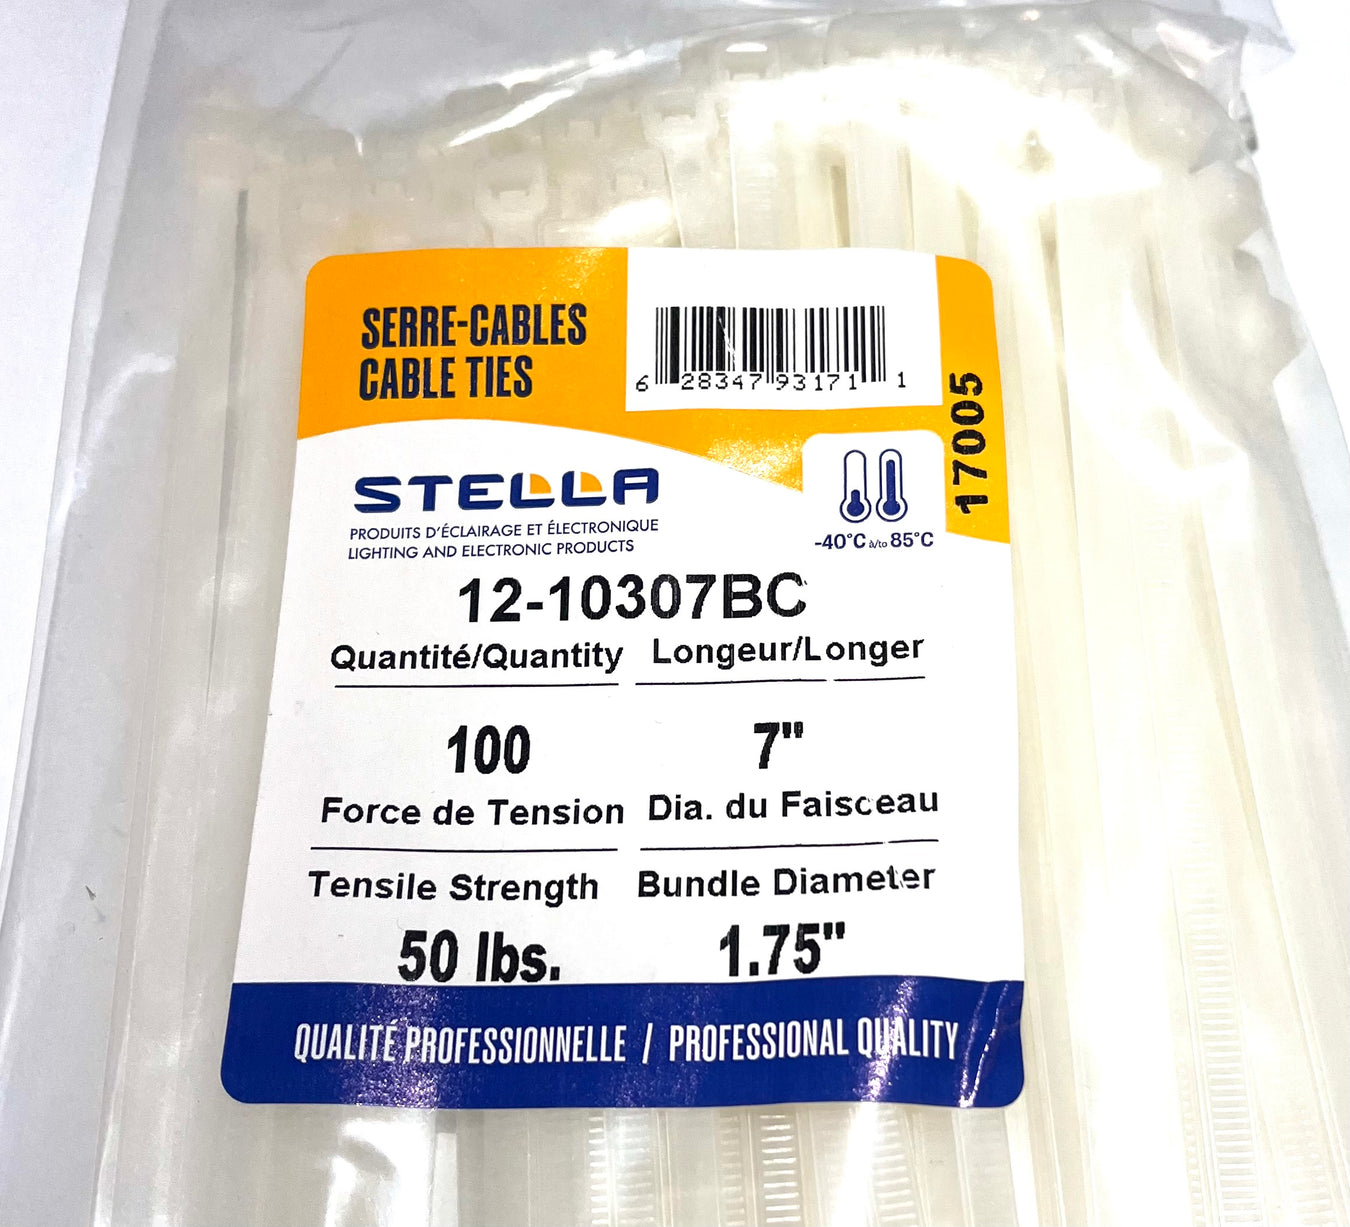 SERRE-CABLES
CABLE TIES
6 28347 93171 1
17005
STELLA
PRODUITS D'ÉCLAIRAGE ET ÉLECTRONIQUE
LIGHTING AND ELECTRONIC PRODUCTS
-40°C à/to 85°C
12-10307BC
Quantité/Quantity Longeur/Longer
100 7"
Force de Tension Dia. du Faisceau
Tensile Strength Bundle Diameter
50 lbs. 1.75"
QUALITÉ PROFESSIONNELLE / PROFESSIONAL QUALITY